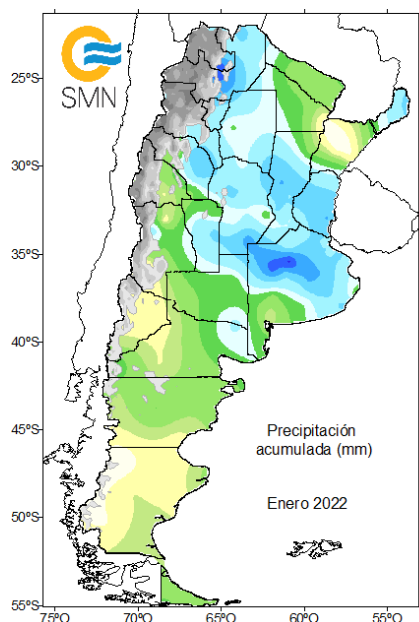 SMN
25°S
30°S
35°S
40°S
45°S
50°S
55°S
75°O
70°O
65°O
60°O
55°O
Precipitación
acumulada (mm)
Enero 2022